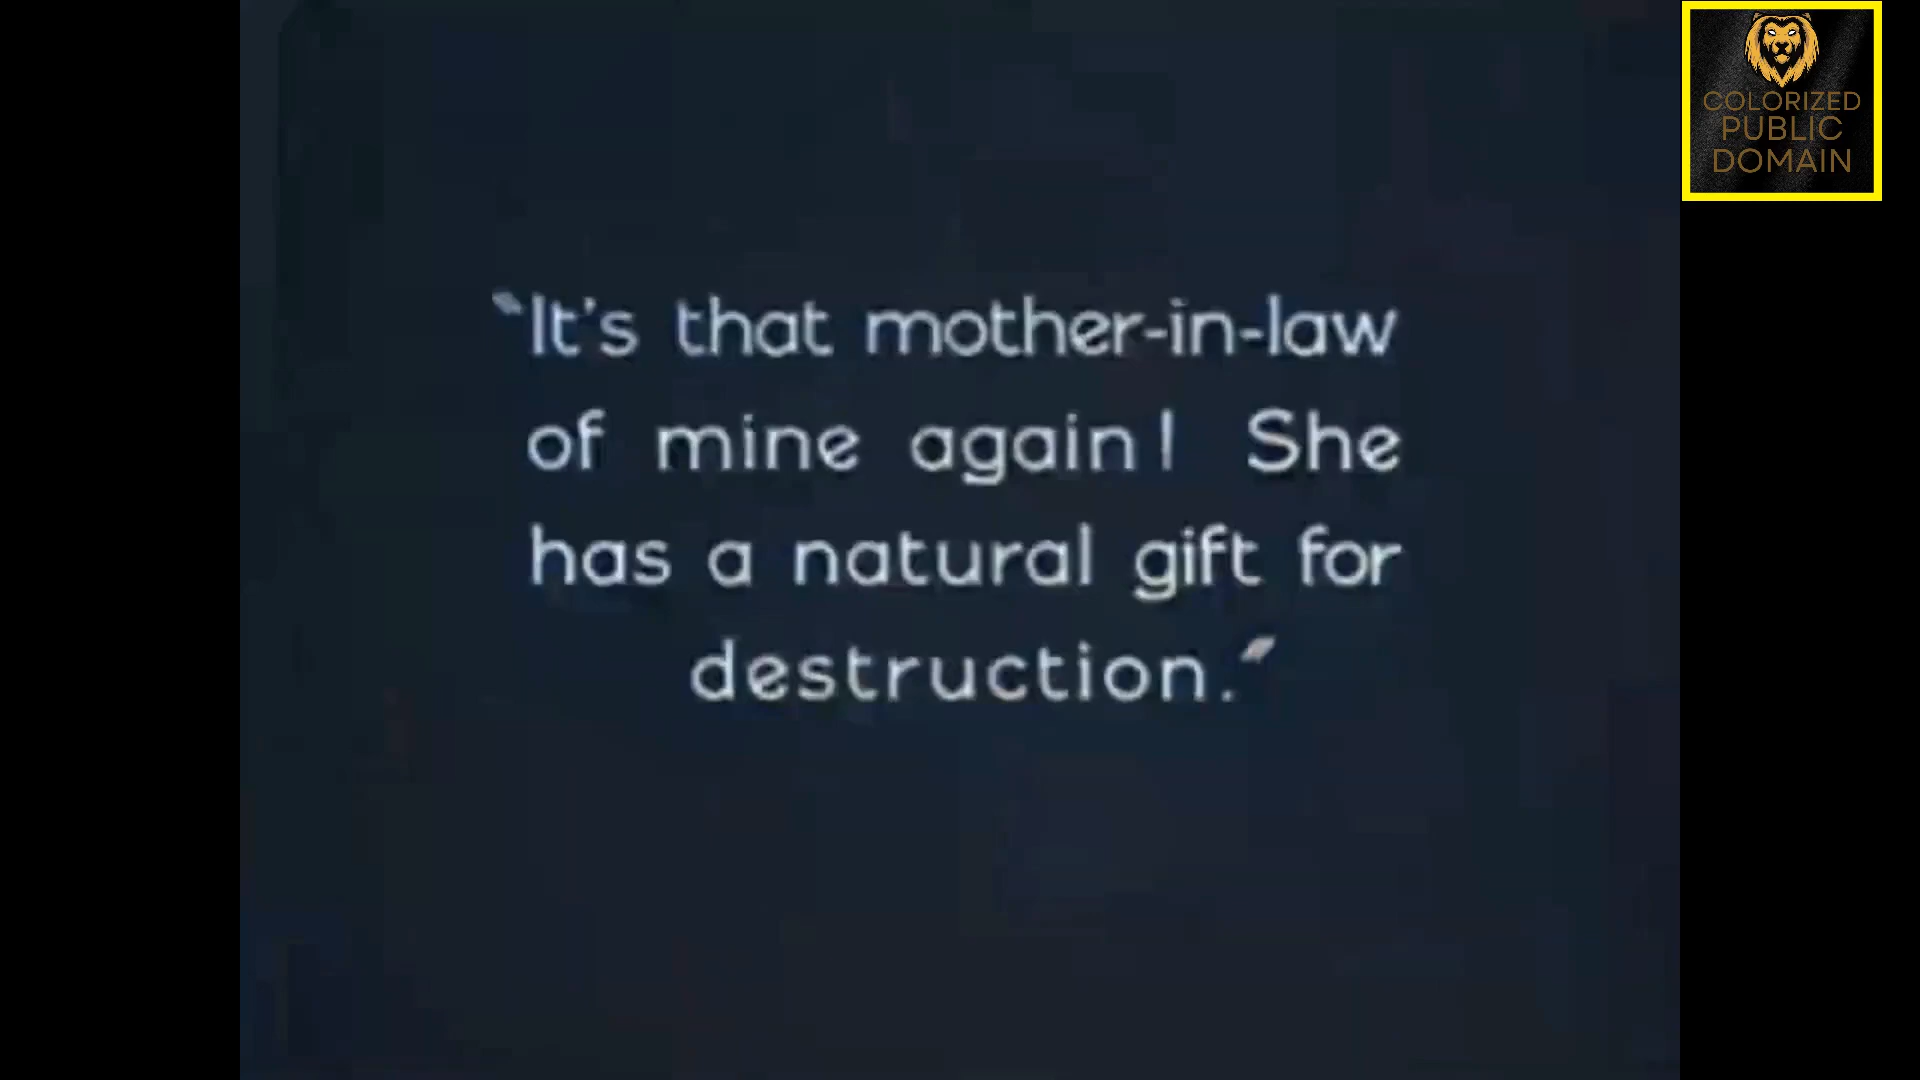 “It's that mother-in-law
of mine again! She
has a natural gift for
destruction.”
COLORIZED
PUBLIC
DOMAIN